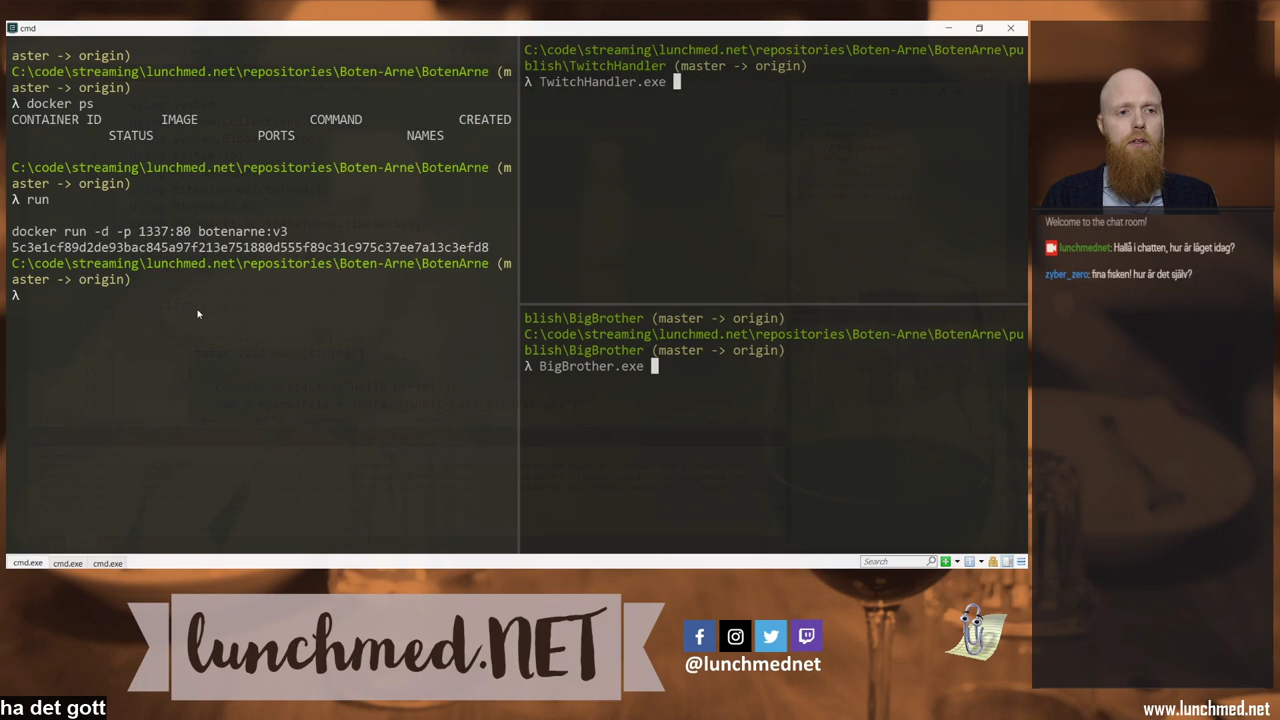 cmd
aster -> origin)
C:\code\streaming\lunchmed.net\repositories\Boten-Arne\BotenArne (m
aster -> origin)
λ docker ps
CONTAINER ID IMAGE COMMAND CREATED
STATUS PORTS NAMES
C:\code\streaming\lunchmed.net\repositories\Boten-Arne\BotenArne (m
aster -> origin)
λ run
docker run -d -p 1337:80 botenarne:v3
5c3e1cf89d2de93bac845a97f213e751880d555f89c31c975c37ee7a13c3efd8
C:\code\streaming\lunchmed.net\repositories\Boten-Arne\BotenArne (m
aster -> origin)
λ
C:\code\streaming\lunchmed.net\repositories\Boten-Arne\BotenArne\pu
blish\TwitchHandler (master -> origin)
λ TwitchHandler.exe
blish\BigBrother (master -> origin)
C:\code\streaming\lunchmed.net\repositories\Boten-Arne\BotenArne\pu
blish\BigBrother (master -> origin)
λ BigBrother.exe
cmd.exe cmd.exe cmd.exe
Search
Welcome to the chat room!
lunchmednet: Hallå i chatten, hur är läget idag?
zyber_zero: fina fisken! hur är det själv?
lunchmed.NET
@lunchmednet
ha det gott
www.lunchmed.net